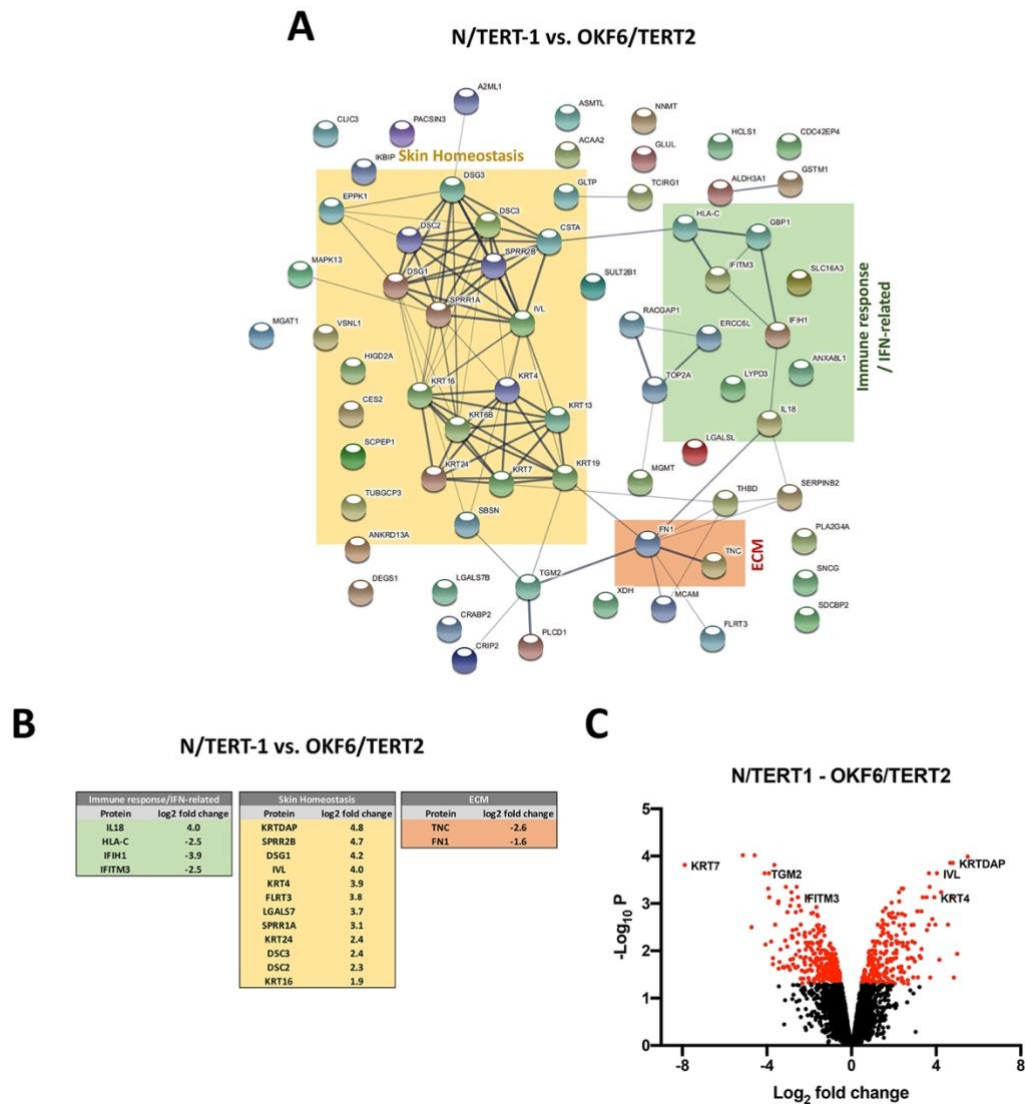 A
N/TERT-1 vs. OKF6/TERT2
A2ML1
CLIC3
PACSIN3
ASMTL
NNMT
HCLS1
CDC42EP4
IKBIP
Skin Homeostasis
ACAA2
GLUL
GSTM1
EPPK1
DSG3
GLTP
TCIRG1
ALDH3A1
DSC2
DSC3
CSTA
HLA-C
GBP1
MAPK13
DSG1
SPRR2B
SULT2B1
IFITM3
SLC16A3
Immune response
/ IFN-related
SPRR1A
IVL
RACGAP1
ERCC6L
IFIH1
MGAT1
VSNL1
HIGD2A
KRT16
KRT4
TOP2A
LYPD3
ANXA8L1
CES2
KRT6B
KRT13
IL18
SCPEP1
KRT24
KRT7
KRT19
MGMT
LGALSL
TUBGCP3
SBSN
THBD
SERPINB2
ANKRD13A
FN1
TNC
ECM
PLA2G4A
DEGS1
LGALS7B
TGM2
XDH
MCAM
SNCG
CRABP2
SDCBP2
CRIP2
PLCD1
FLRT3
B
N/TERT-1 vs. OKF6/TERT2
Immune response/IFN-related
Protein log2 fold change
IL18 4.0
HLA-C -2.5
IFIH1 -3.9
IFITM3 -2.5
Skin Homeostasis
Protein log2 fold change
KRTDAP 4.8
SPRR2B 4.7
DSG1 4.2
IVL 4.0
KRT4 3.9
FLRT3 3.8
LGALS7 3.7
SPRR1A 3.1
KRT24 2.4
DSC3 2.4
DSC2 2.3
KRT16 1.9
ECM
Protein log2 fold change
TNC -2.6
FN1 -1.6
C
N/TERT1 - OKF6/TERT2
-Log10 P
5
4
3
2
1
0
KRT7
TGM2
IFITM3
KRTDAP
IVL
KRT4
-8 -4 0 4 8
Log2 fold change